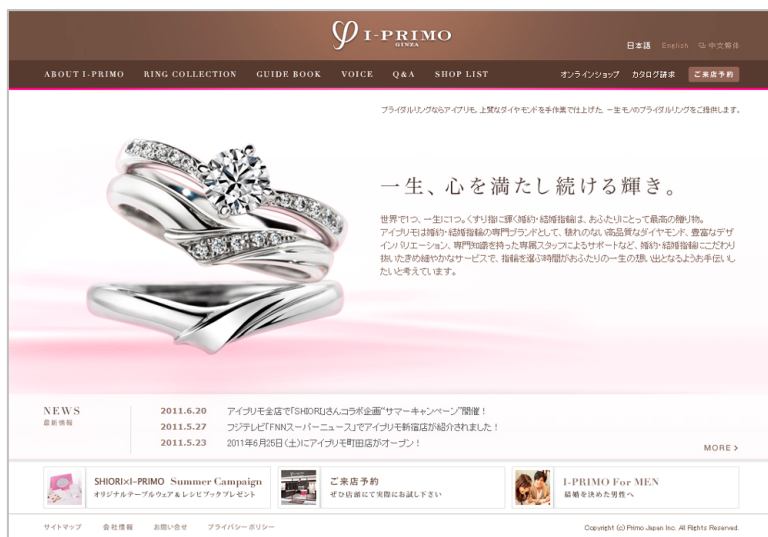 I-PRIMO
GINZA
日本語 English 中文繁体
ABOUT I-PRIMO RING COLLECTION GUIDE BOOK VOICE Q&A SHOP LIST オンラインショップ カタログ請求 ご来店予約
ブライダルリングならアイプリモ。上質なダイヤモンドを手作業で仕上げた、一生モノのブライダルリングをご提供します。
一生、心を満たし続ける輝き。
世界で1つ、一生に1つ。くすり指に輝く婚約・結婚指輪は、おふたりにとって最高の贈り物。
アイプリモは婚約・結婚指輪の専門ブランドとして、穢れのない高品質なダイヤモンド、豊富なデザ
インバリエーション、専門知識を持った専属スタッフによるサポートなど、婚約・結婚指輪にこだわり
抜いたきめ細やかなサービスで、指輪を選ぶ時間がおふたりの一生の想い出となるようお手伝いし
たいと考えています。
NEWS
最新情報
2011.6.20 アイプリモ全店で「SHIORI」さんコラボ企画“サマーキャンペーン”開催！
2011.5.27 フジテレビ「FNNスーパーニュース」でアイプリモ新宿店が紹介されました！
2011.5.23 2011年6月25日（土）にアイプリモ町田店がオープン！
MORE
SHIORI×I-PRIMO Summer Campaign
オリジナルテーブルウェア＆レシピブックプレゼント
ご来店予約
ぜひ店頭にて実際にお試し下さい
I-PRIMO For MEN
結婚を決めた男性へ
サイトマップ 会社情報 お問い合せ プライバシーポリシー
Copyright (c) Primo Japan Inc. All Rights Reserved.